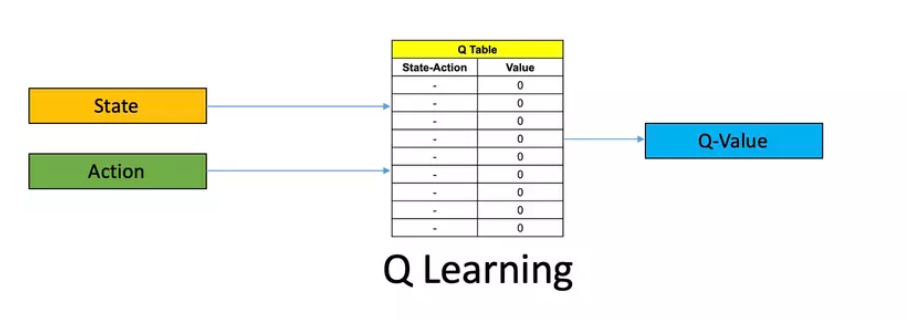 Q Table
State-Action Value
- 0
- 0
- 0
- 0
- 0
- 0
- 0
- 0
- 0
State
Action
Q-Value
Q Learning